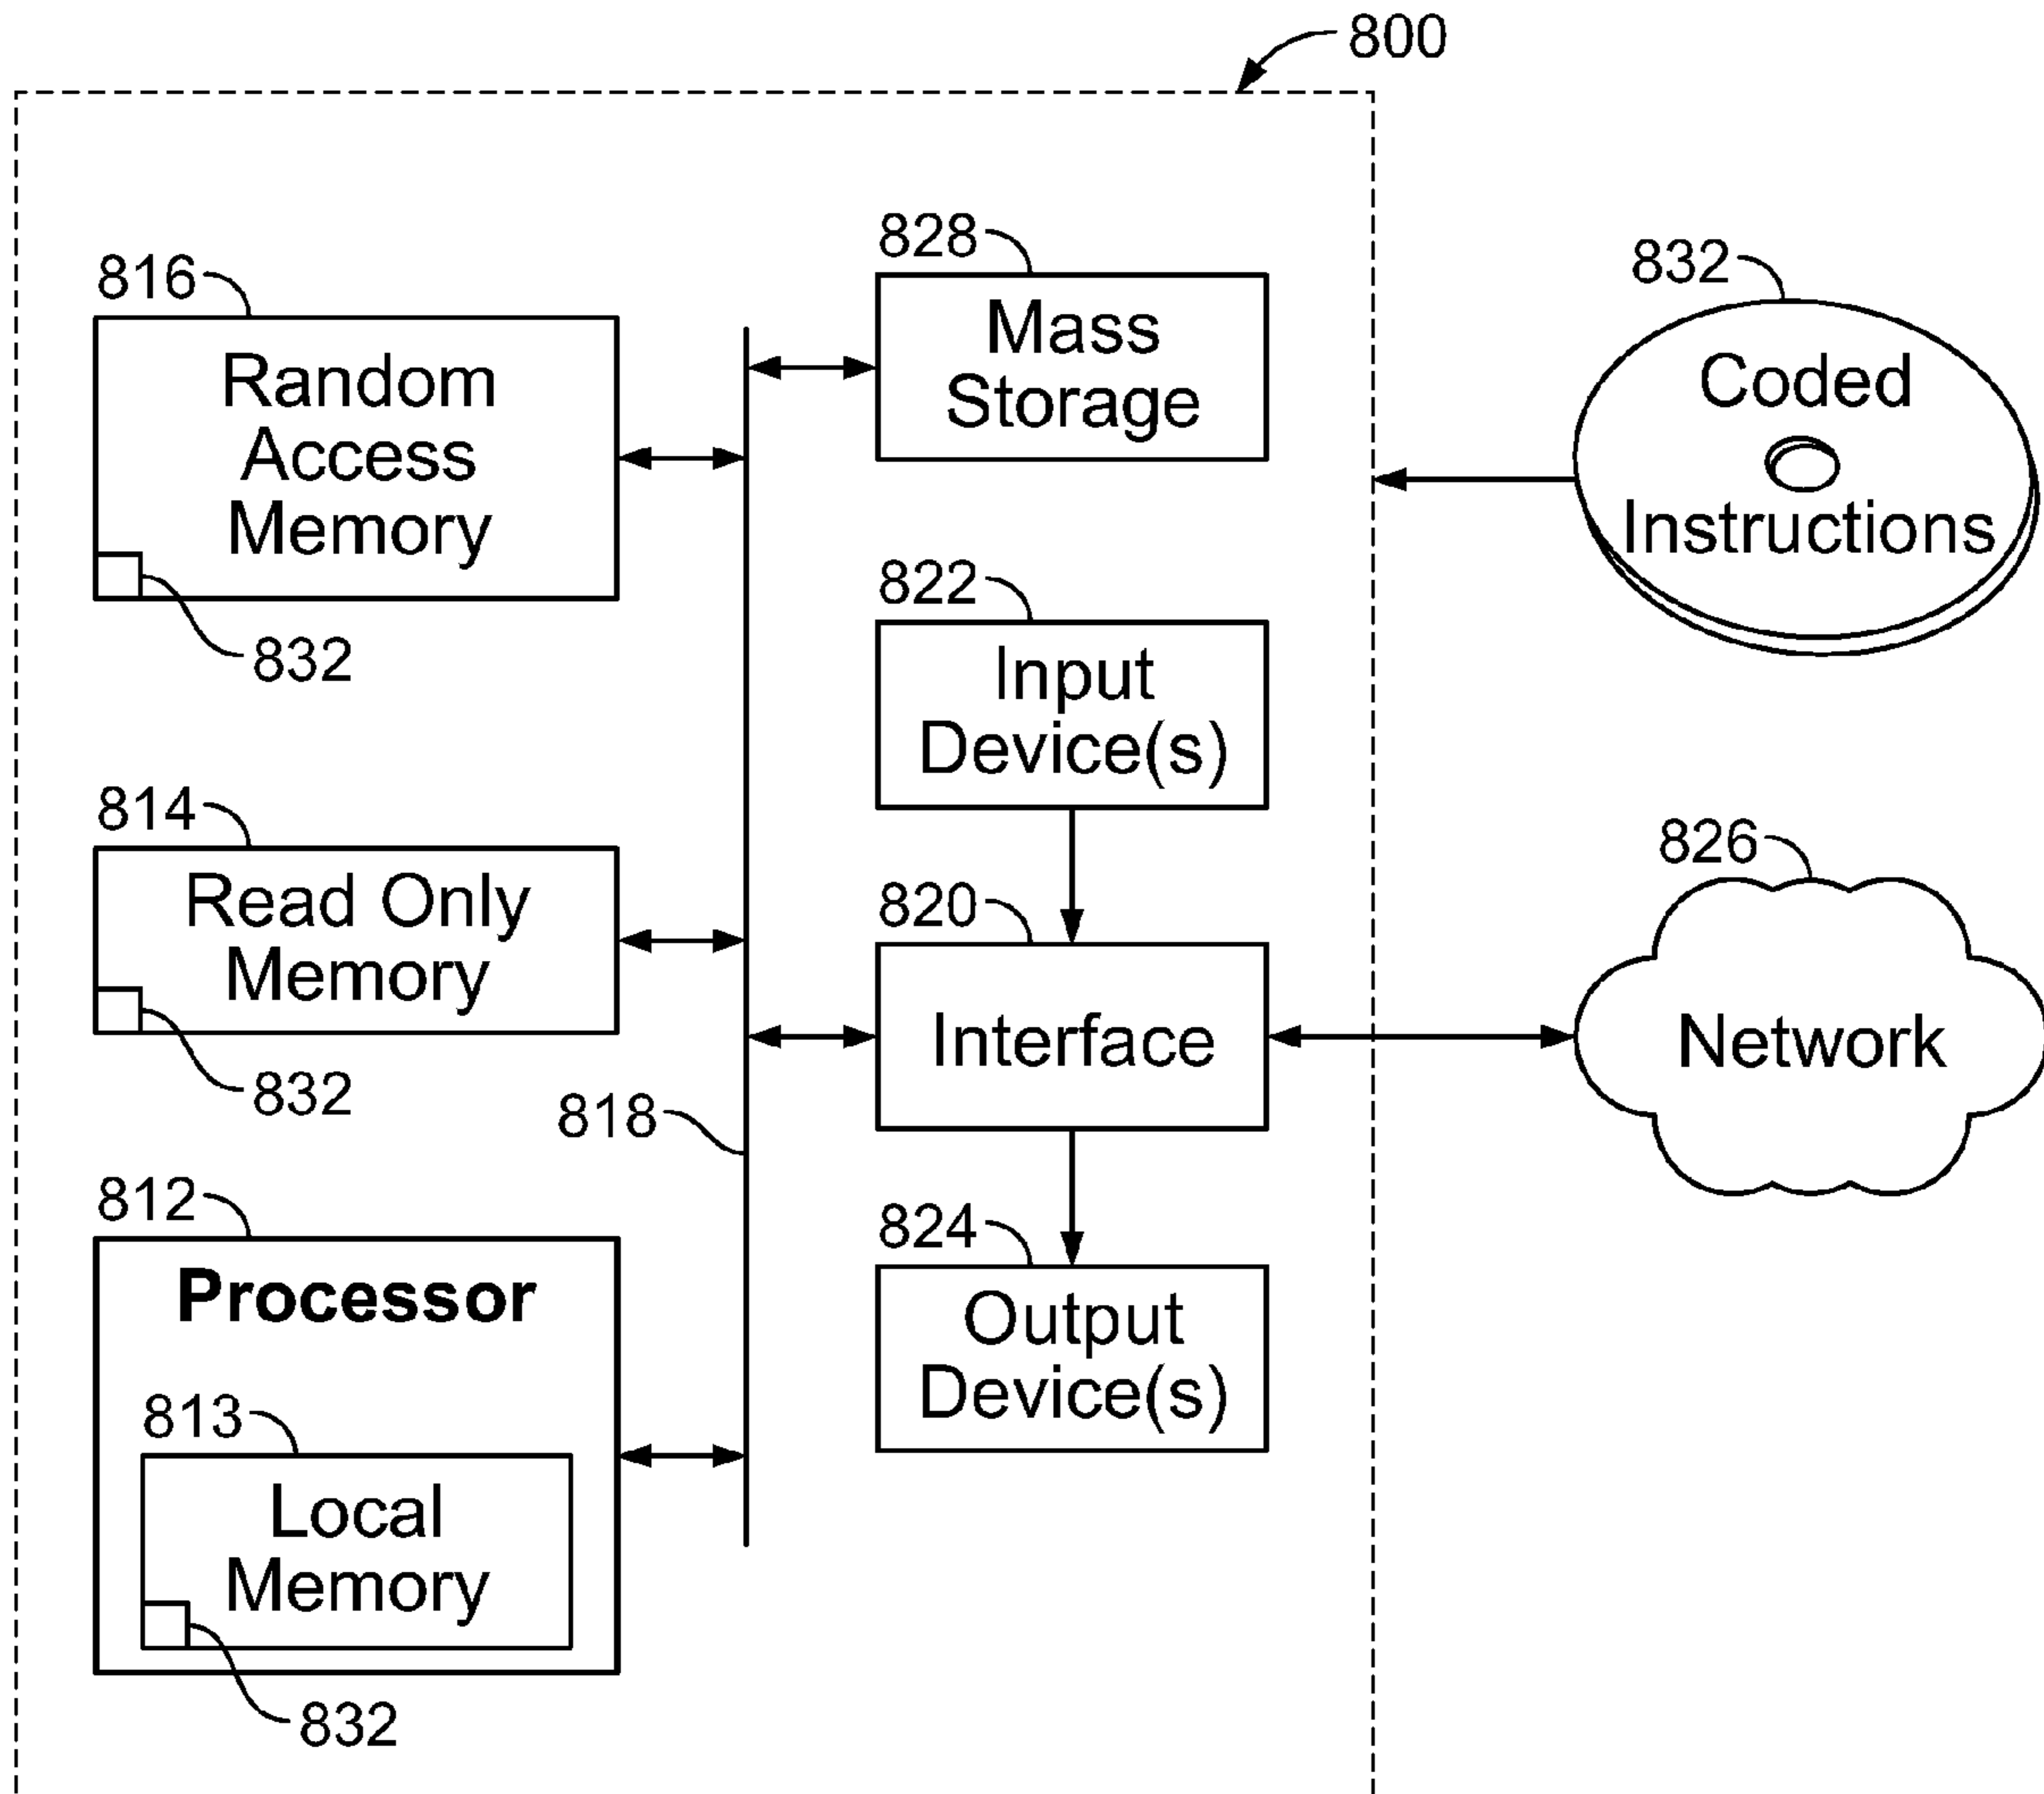 800
816
Random
Access
Memory
832
828
Mass
Storage
832
Coded
Instructions
822
Input
Device(s)
814
Read Only
Memory
832
818
820
Interface
826
Network
812
Processor
813
Local
Memory
832
824
Output
Device(s)